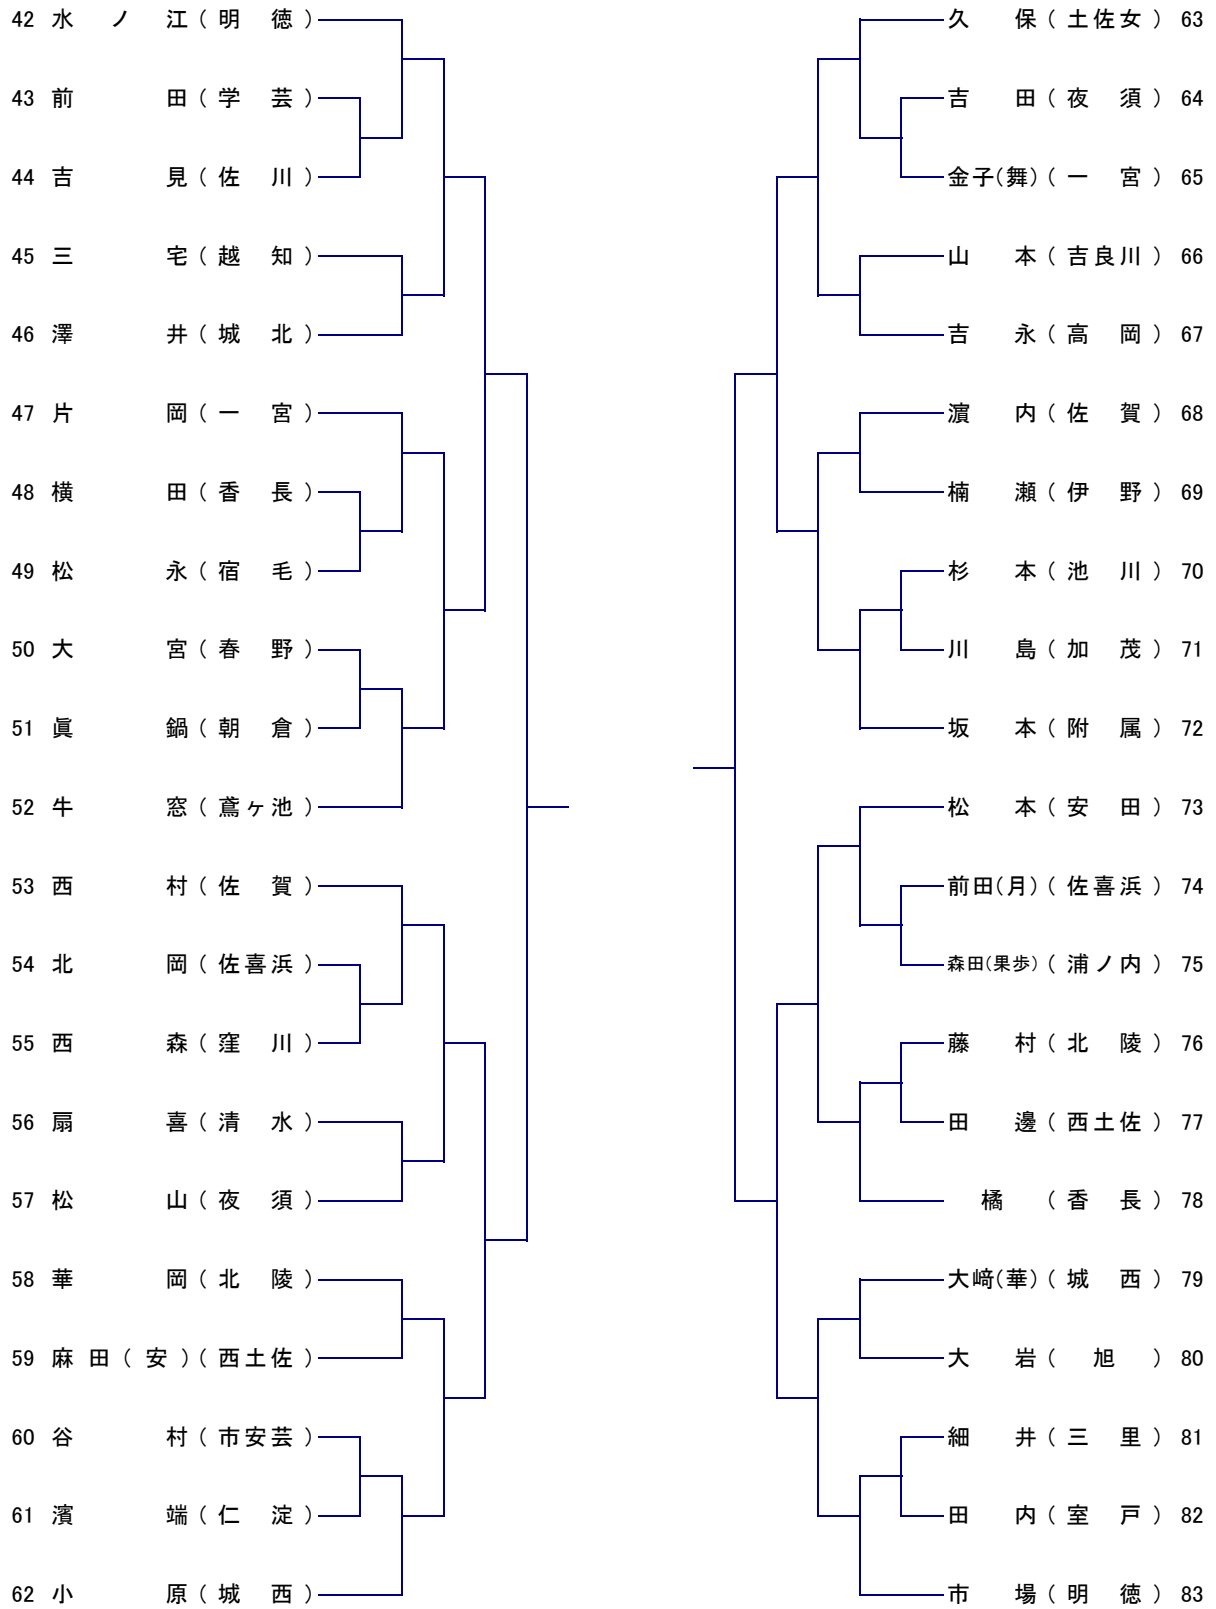 42 水ノ江（明徳）
43 前田（学芸）
44 吉見（佐川）
45 三宅（越知）
46 澤井（城北）
47 片岡（一宮）
48 横田（香長）
49 松永（宿毛）
50 大宮（春野）
51 眞鍋（朝倉）
52 牛窓（鳶ヶ池）
53 西村（佐賀）
54 北岡（佐喜浜）
55 西森（窪川）
56 扇喜（清水）
57 松山（夜須）
58 華岡（北陵）
59 麻田（安）（西土佐）
60 谷村（市安芸）
61 濱端（仁淀）
62 小原（城西）
久保（土佐女）63
吉田（夜須）64
金子(舞)（一宮）65
山本（吉良川）66
吉永（高岡）67
濵内（佐賀）68
楠瀬（伊野）69
杉本（池川）70
川島（加茂）71
坂本（附属）72
松本（安田）73
前田(月)（佐喜浜）74
森田(果歩)（浦ノ内）75
藤村（北陵）76
田邊（西土佐）77
橘（香長）78
大﨑(華)（城西）79
大岩（旭）80
細井（三里）81
田内（室戸）82
市場（明徳）83